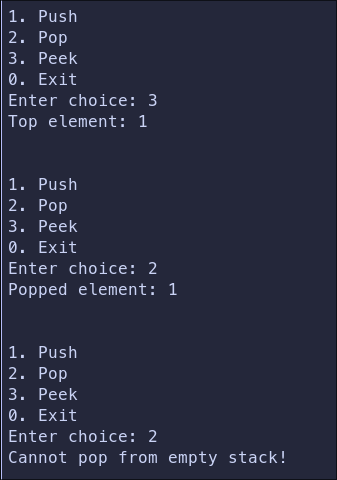 1. Push
2. Pop
3. Peek
0. Exit
Enter choice: 3
Top element: 1
1. Push
2. Pop
3. Peek
0. Exit
Enter choice: 2
Popped element: 1
1. Push
2. Pop
3. Peek
0. Exit
Enter choice: 2
Cannot pop from empty stack!